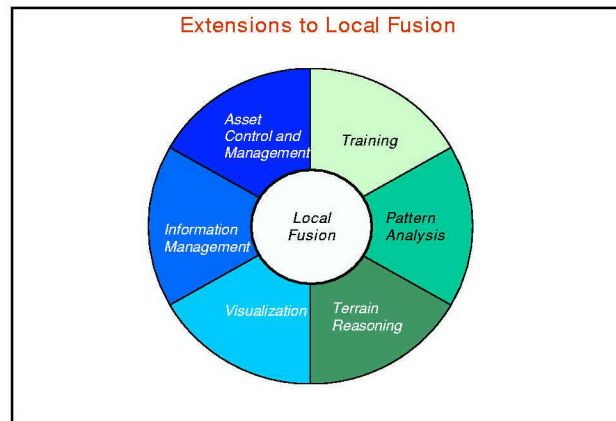 Extensions to Local Fusion
Asset
Control and
Management
Training
Information
Management
Local
Fusion
Pattern
Analysis
Visualization
Terrain
Reasoning